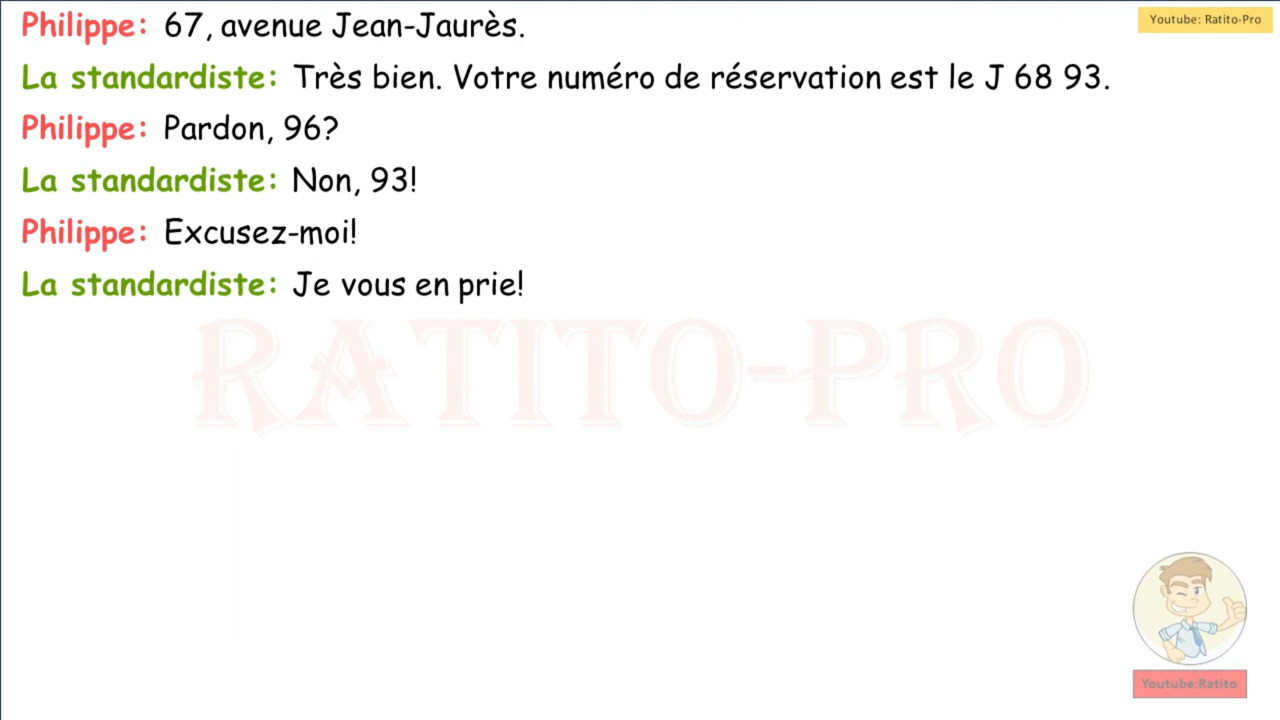 Philippe: 67, avenue Jean-Jaurès.
Youtube: Ratito-Pro
La standardiste: Très bien. Votre numéro de réservation est le J 68 93.
Philippe: Pardon, 96?
La standardiste: Non, 93!
Philippe: Excusez-moi!
La standardiste: Je vous en prie!
RATITO-PRO
Youtube:Ratito